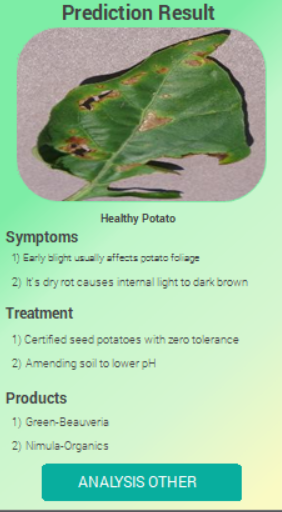 Prediction Result
Healthy Potato
Symptoms
1) Early blight usually affects potato foliage
2) It's dry rot causes internal light to dark brown
Treatment
1) Certified seed potatoes with zero tolerance
2) Amending soil to lower pH
Products
1) Green-Beauveria
2) Nimula-Organics
ANALYSIS OTHER